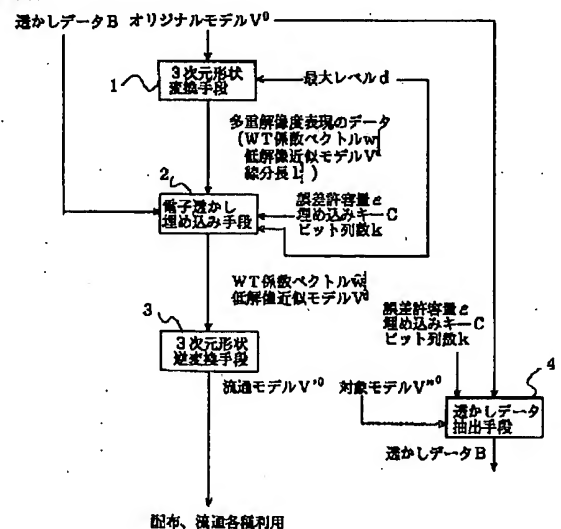 透かしデータB オリジナルモデルV⁰
1
3次元形状
変換手段
最大レベルd
多重解像度表現のデータ
(WT係数ベクトルw
低解像近似モデルVᵈ
線分長l )
2
電子透かし
埋め込み手段
誤差許容量ε
埋め込みキーC
ビット列数k
WT係数ベクトルw
低解像近似モデルVᵈ
3
3次元形状
逆変換手段
流通モデルV'⁰
対象モデルV"⁰
誤差許容量ε
埋め込みキーC
ビット列数k
4
透かしデータ
抽出手段
透かしデータB
配布、流通各種利用